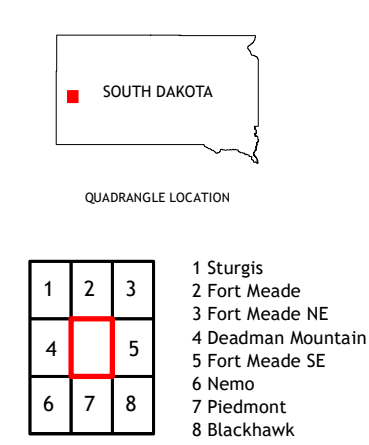 SOUTH DAKOTA
QUADRANGLE LOCATION
1 2 3
4 5
6 7 8
1 Sturgis
2 Fort Meade
3 Fort Meade NE
4 Deadman Mountain
5 Fort Meade SE
6 Nemo
7 Piedmont
8 Blackhawk